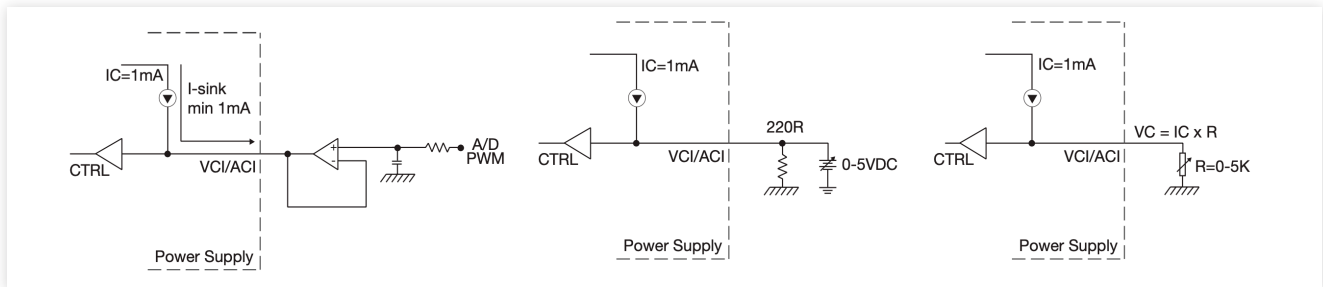 IC=1mA
I-sink
min 1mA
CTRL
VCI/ACI
+
-
A/D
PWM
Power Supply
IC=1mA
220R
CTRL
VCI/ACI
0-5VDC
Power Supply
IC=1mA
VC = IC x R
CTRL
VCI/ACI
R=0-5K
Power Supply